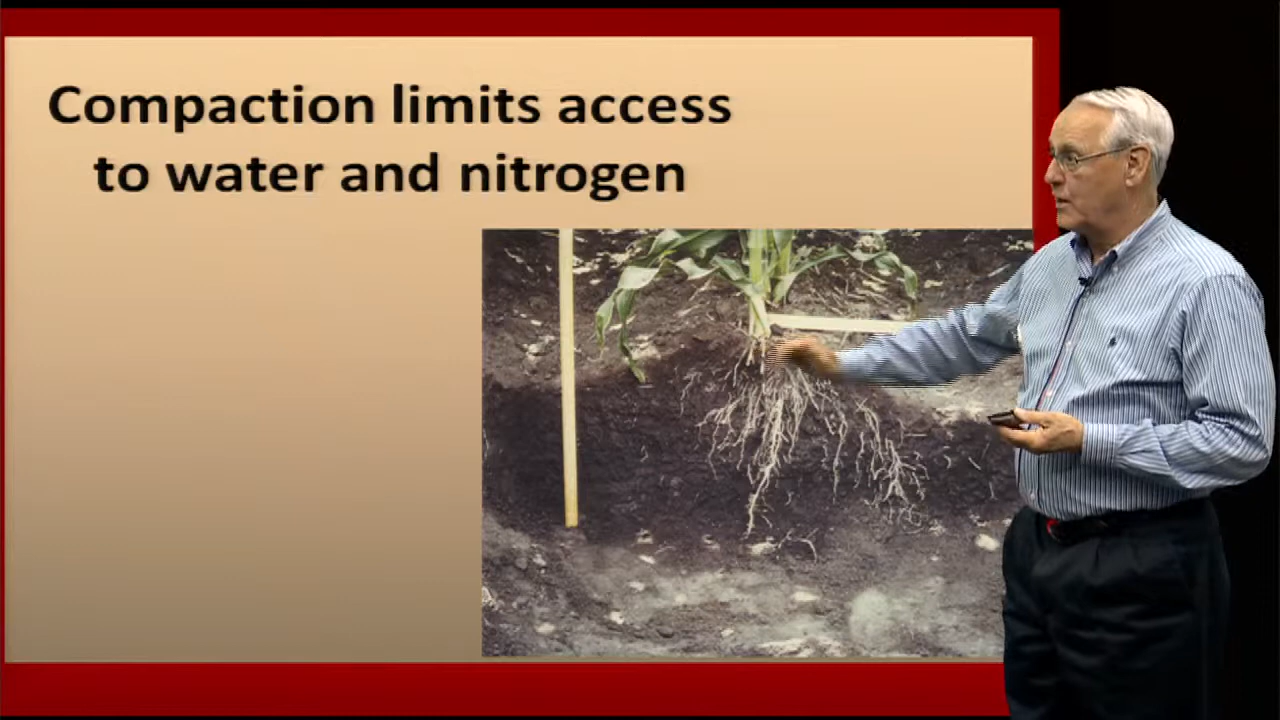 Compaction limits access
to water and nitrogen